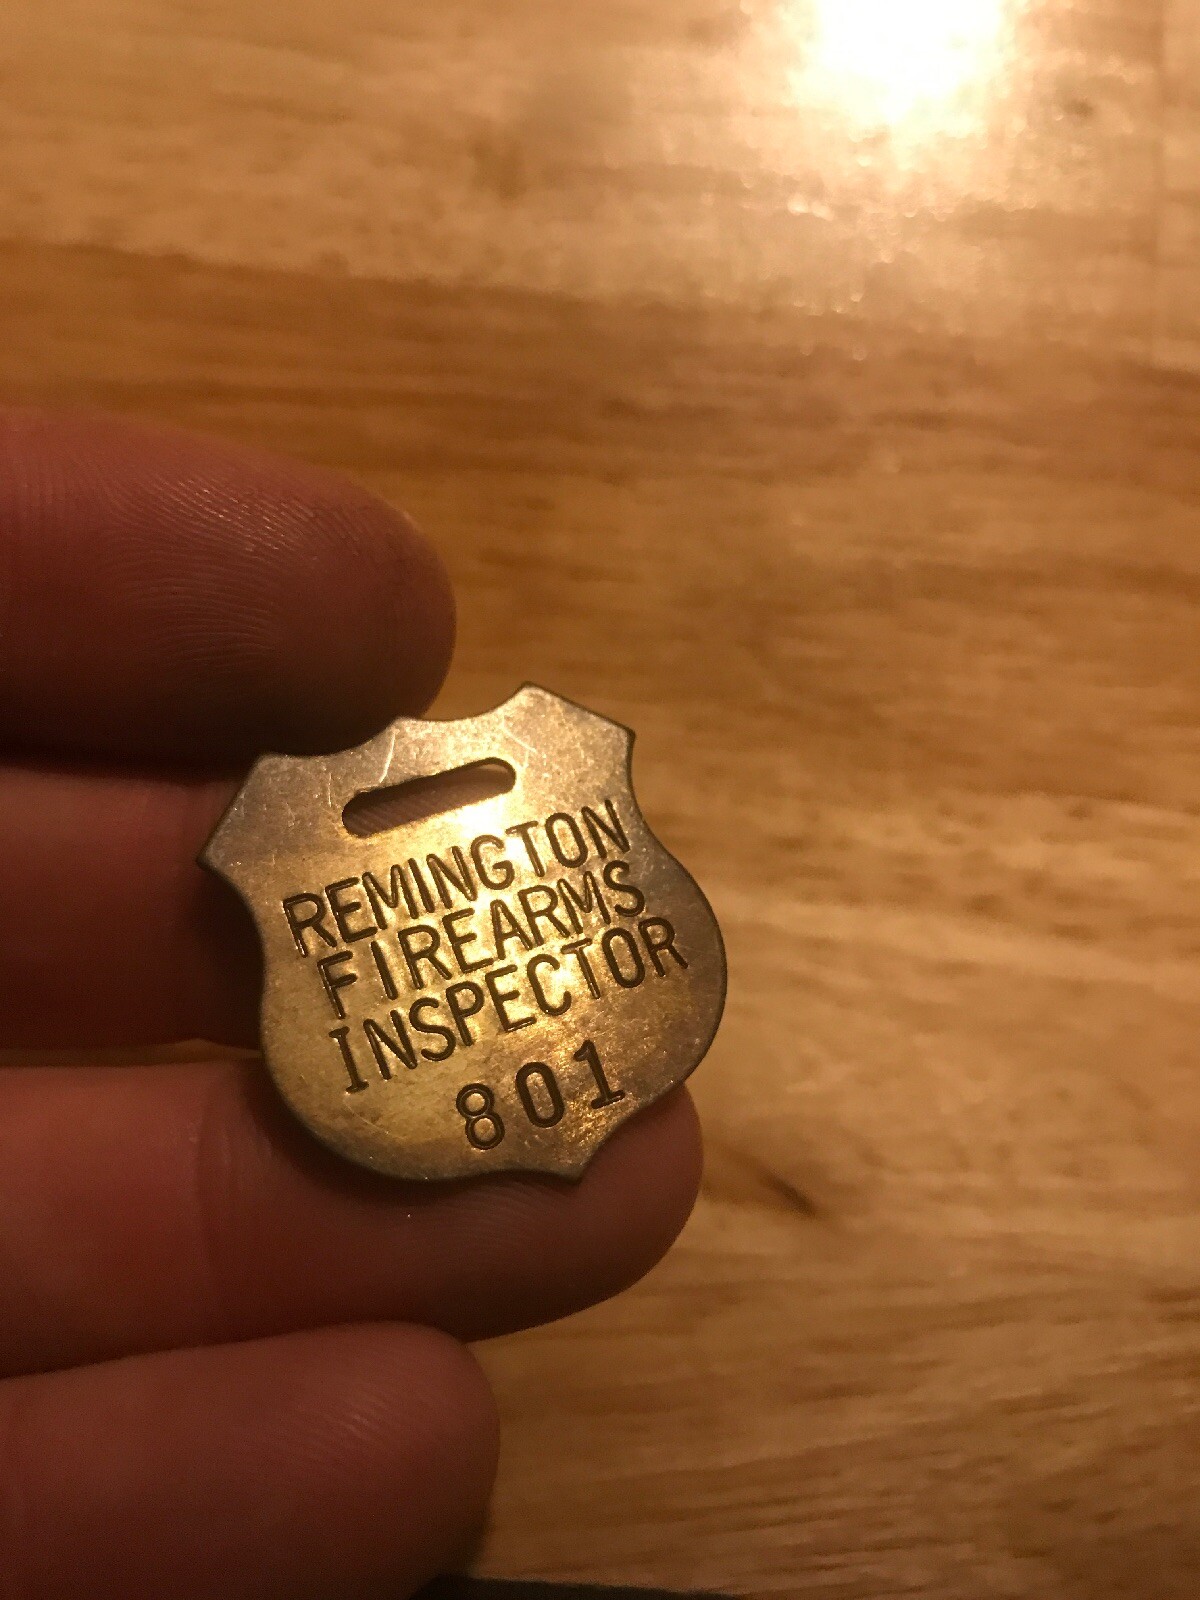 REMINGTON
FIREARMS
INSPECTOR
801